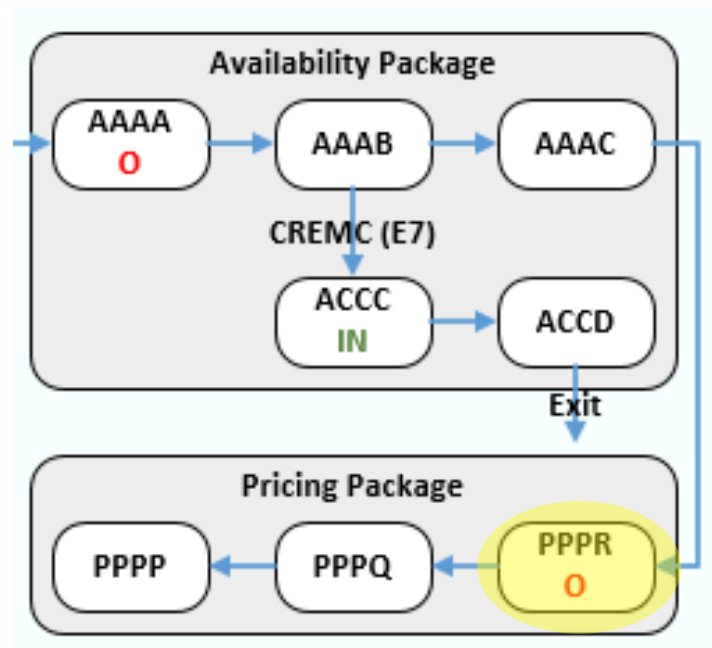 Availability Package
AAAA
O
AAAB
AAAC
CREMC (E7)
ACCC
IN
ACCD
Exit
Pricing Package
PPPP
PPPQ
PPPR
O